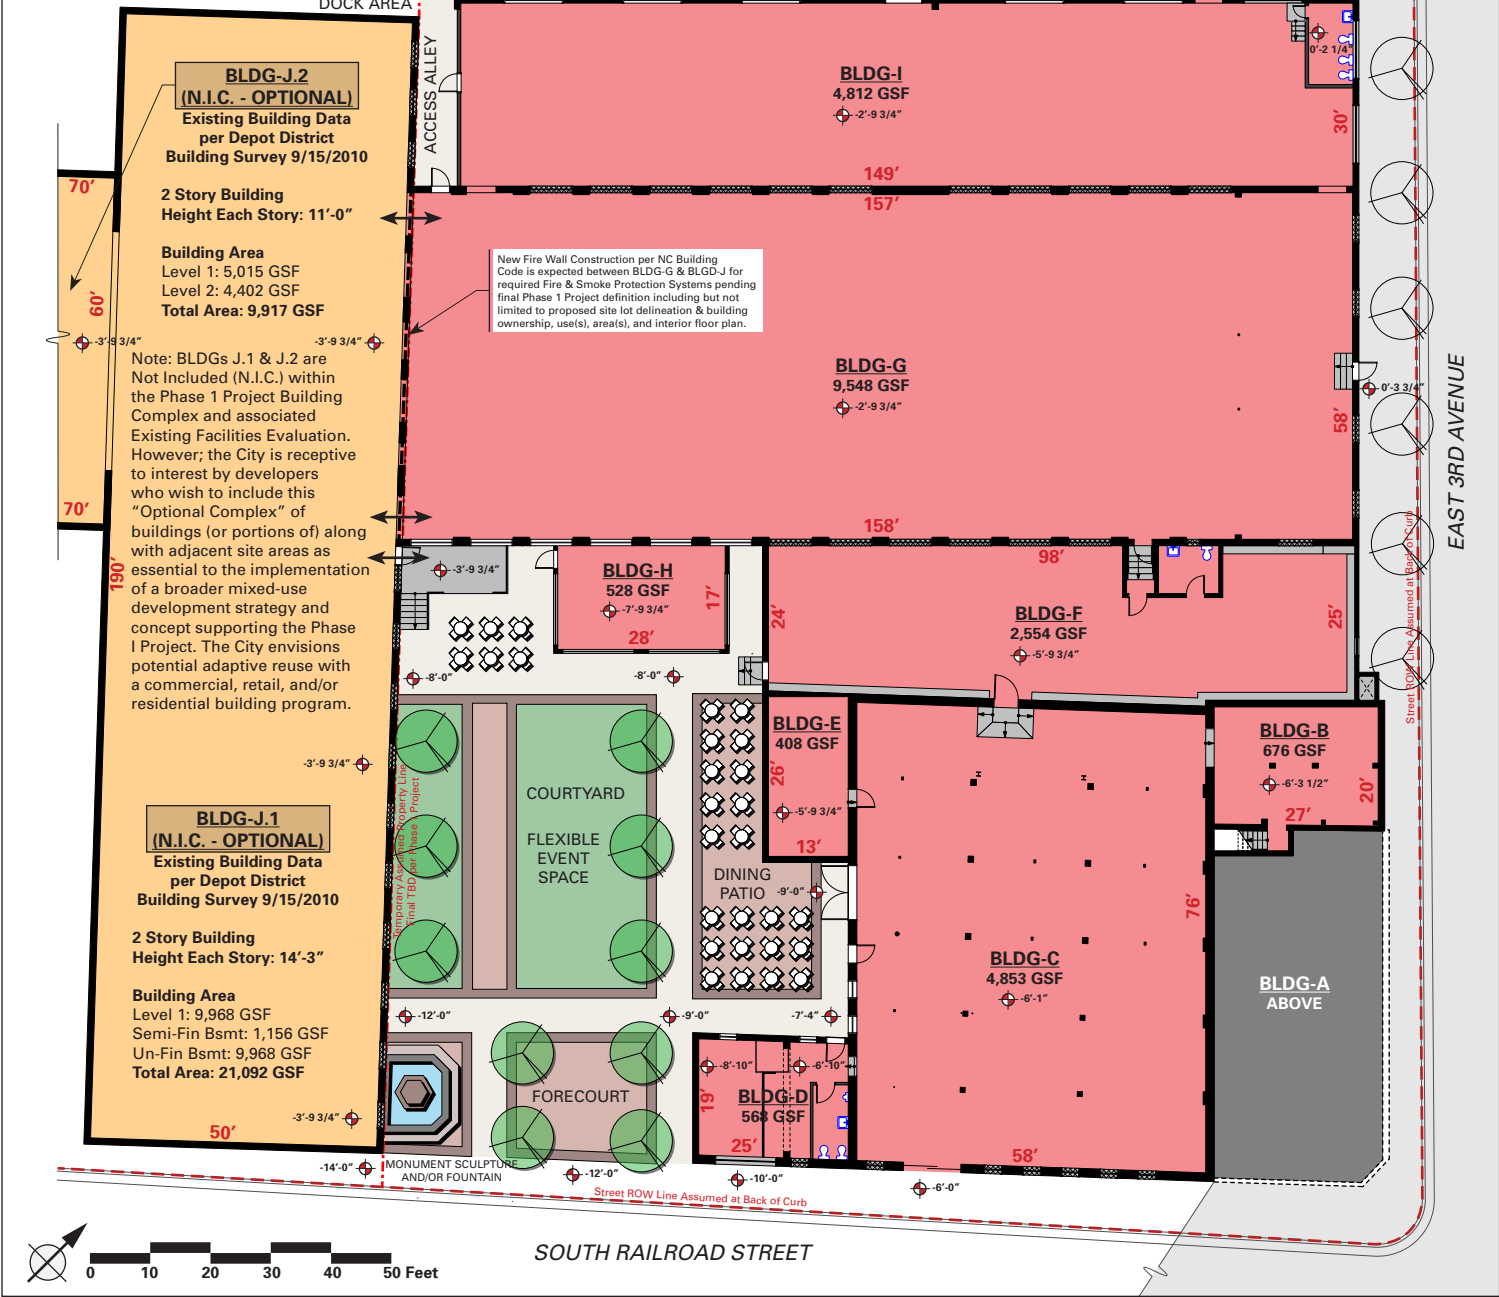 DOCK AREA
ACCESS ALLEY
BLDG-J.2
(N.I.C. - OPTIONAL)
Existing Building Data
per Depot District
Building Survey 9/15/2010
2 Story Building
Height Each Story: 11’-0”
Building Area
Level 1: 5,015 GSF
Level 2: 4,402 GSF
Total Area: 9,917 GSF
70’
60’
70’
-3’-9 3/4”
-3’-9 3/4”
Note: BLDGs J.1 & J.2 are
Not Included (N.I.C.) within
the Phase 1 Project Building
Complex and associated
Existing Facilities Evaluation.
However; the City is receptive
to interest by developers
who wish to include this
“Optional Complex” of
buildings (or portions of) along
with adjacent site areas as
essential to the implementation
of a broader mixed-use
development strategy and
concept supporting the Phase
I Project. The City envisions
potential adaptive reuse with
a commercial, retail, and/or
residential building program.
190’
-3’-9 3/4”
BLDG-J.1
(N.I.C. - OPTIONAL)
Existing Building Data
per Depot District
Building Survey 9/15/2010
2 Story Building
Height Each Story: 14’-3”
Building Area
Level 1: 9,968 GSF
Semi-Fin Bsmt: 1,156 GSF
Un-Fin Bsmt: 9,968 GSF
Total Area: 21,092 GSF
-3’-9 3/4”
50’
BLDG-I
4,812 GSF
-2’-9 3/4”
0’-2 1/4”
30’
149’
157’
New Fire Wall Construction per NC Building
Code is expected between BLDG-G & BLGD-J for
required Fire & Smoke Protection Systems pending
final Phase 1 Project definition including but not
limited to proposed site lot delineation & building
ownership, use(s), area(s), and interior floor plan.
BLDG-G
9,548 GSF
-2’-9 3/4”
0’-3 3/4”
58’
158’
EAST 3RD AVENUE
-3’-9 3/4”
BLDG-H
528 GSF
-7’-9 3/4”
17’
28’
98’
24’
BLDG-F
2,554 GSF
-5’-9 3/4”
25’
Street ROW Line Assumed at Back of Curb
-8’-0”
-8’-0”
BLDG-E
408 GSF
26’
-5’-9 3/4”
13’
BLDG-B
676 GSF
-6’-3 1/2”
20’
27’
Temporary Assumed Property Line
Final TBD per Phase 1 Project
COURTYARD
FLEXIBLE
EVENT
SPACE
DINING
PATIO
-9’-0”
76’
BLDG-C
4,853 GSF
-6’-1”
BLDG-A
ABOVE
-12’-0”
-9’-0”
-7’-4”
-8’-10”
-6’-10”
19’
BLDG-D
568 GSF
25’
FORECOURT
58’
-14’-0”
MONUMENT SCULPTURE
AND/OR FOUNTAIN
-12’-0”
-10’-0”
-6’-0”
Street ROW Line Assumed at Back of Curb
SOUTH RAILROAD STREET
0 10 20 30 40 50 Feet